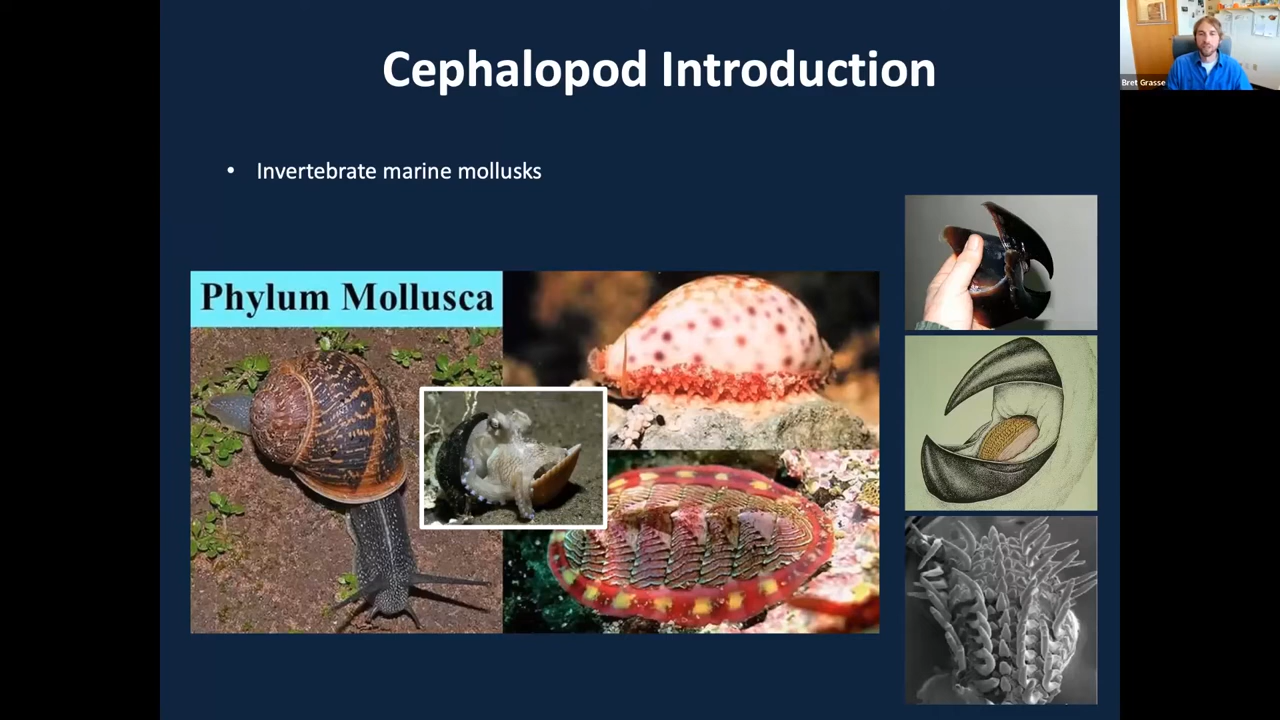 Cephalopod Introduction
• Invertebrate marine mollusks
Phylum Mollusca
Bret Grasse